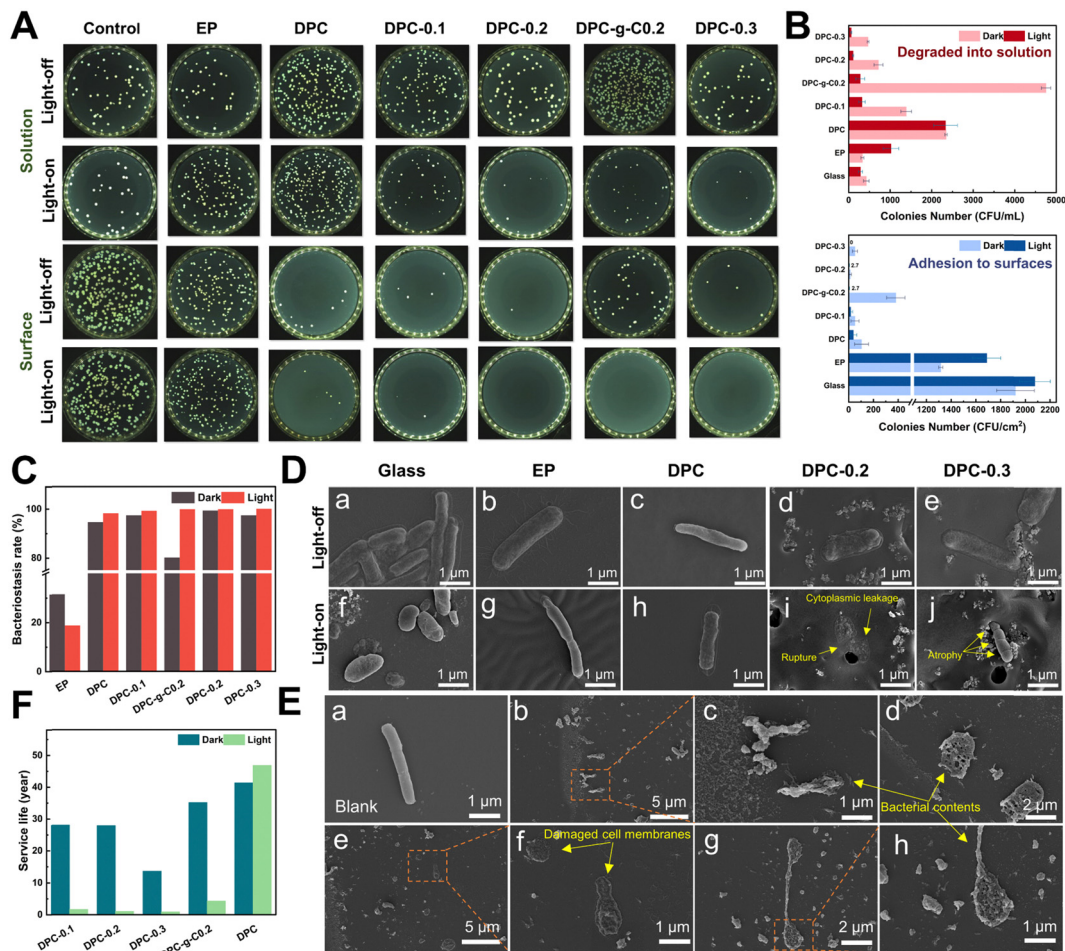 A
Control EP DPC DPC-0.1 DPC-0.2 DPC-g-C0.2 DPC-0.3
Solution
Light-off
Light-on
Surface
Light-off
Light-on
B
Dark Light
Degraded into solution
DPC-0.3
DPC-0.2
DPC-g-C0.2
DPC-0.1
DPC
EP
Glass
0 1000 2000 3000 4000 5000
Colonies Number (CFU/mL)
Dark Light
Adhesion to surfaces
DPC-0.3 0
DPC-0.2 2.7
DPC-g-C0.2 2.7
DPC-0.1
DPC
EP
Glass
0 200 400 1200 1400 1600 1800 2000 2200
Colonies Number (CFU/cm²)
C
Dark Light
Bacteriostasis rate (%)
100
80
20
0
EP DPC DPC-0.1 DPC-g-C0.2 DPC-0.2 DPC-0.3
D
Glass EP DPC DPC-0.2 DPC-0.3
Light-off
a b c d e
1 μm 1 μm 1 μm 1 μm 1 μm
Light-on
f g h i j
Cytoplasmic leakage
Rupture
Atrophy
1 μm 1 μm 1 μm 1 μm 1 μm
F
Dark Light
Service life (year)
50
40
30
20
10
0
DPC-0.1 DPC-0.2 DPC-0.3 DPC-g-C0.2 DPC
E
a b c d
Blank
Bacterial contents
1 μm 5 μm 1 μm 2 μm
e f g h
Damaged cell membranes
5 μm 1 μm 2 μm 1 μm